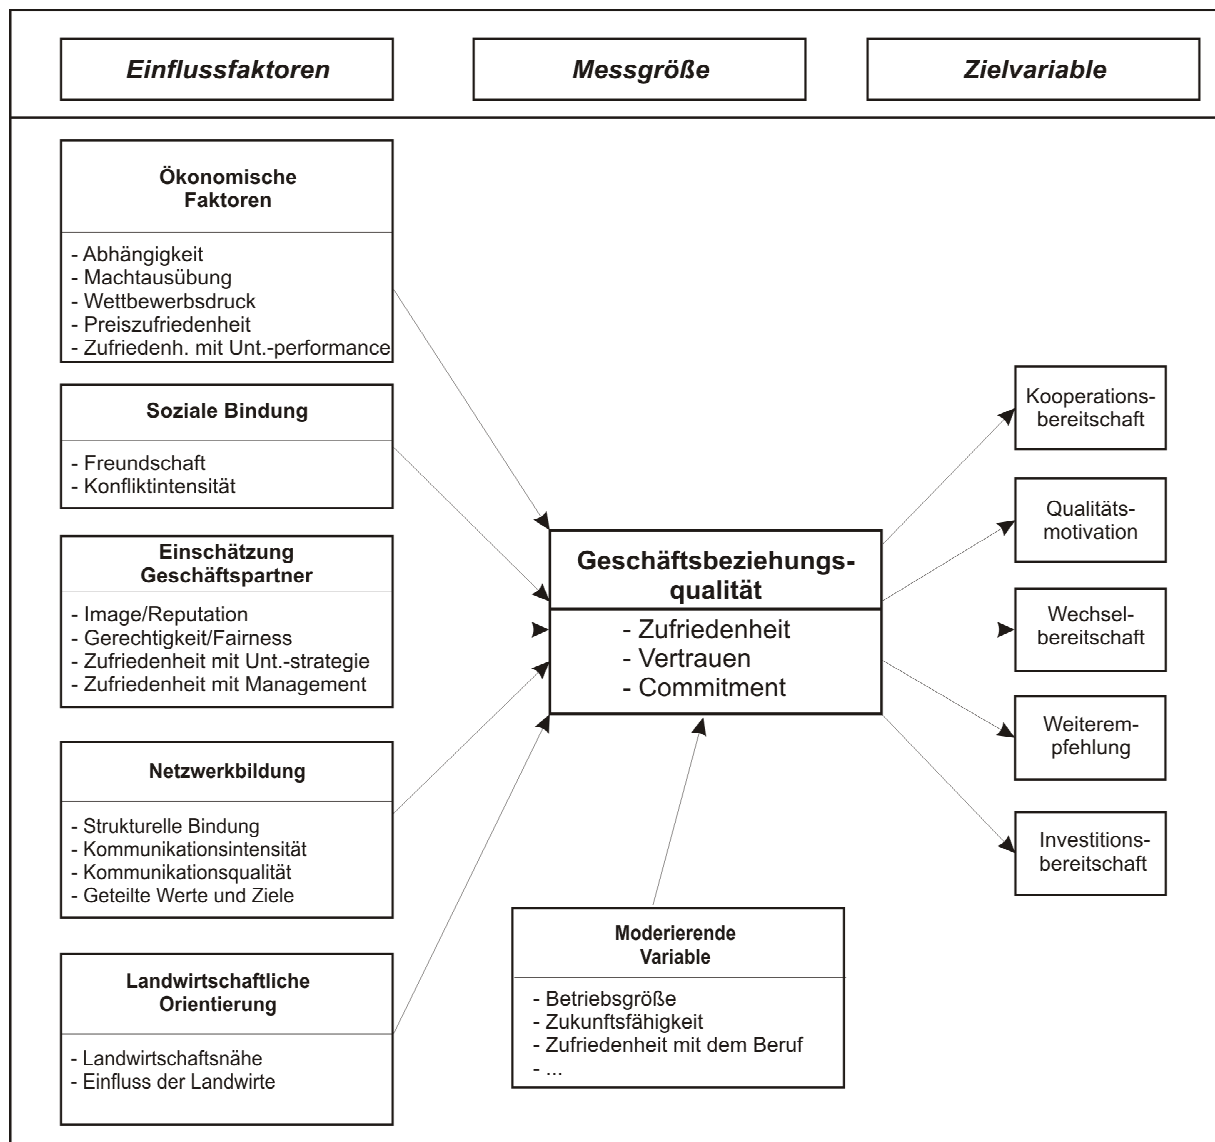 Einflussfaktoren
Messgröße
Zielvariable
Ökonomische
Faktoren
- Abhängigkeit
- Machtausübung
- Wettbewerbsdruck
- Preiszufriedenheit
- Zufriedenh. mit Unt.-performance
Soziale Bindung
- Freundschaft
- Konfliktintensität
Einschätzung
Geschäftspartner
- Image/Reputation
- Gerechtigkeit/Fairness
- Zufriedenheit mit Unt.-strategie
- Zufriedenheit mit Management
Netzwerkbildung
- Strukturelle Bindung
- Kommunikationsintensität
- Kommunikationsqualität
- Geteilte Werte und Ziele
Landwirtschaftliche
Orientierung
- Landwirtschaftsnähe
- Einfluss der Landwirte
Geschäftsbeziehungs-
qualität
- Zufriedenheit
- Vertrauen
- Commitment
Moderierende
Variable
- Betriebsgröße
- Zukunftsfähigkeit
- Zufriedenheit mit dem Beruf
- ...
Kooperations-
bereitschaft
Qualitäts-
motivation
Wechsel-
bereitschaft
Weiterem-
pfehlung
Investitions-
bereitschaft